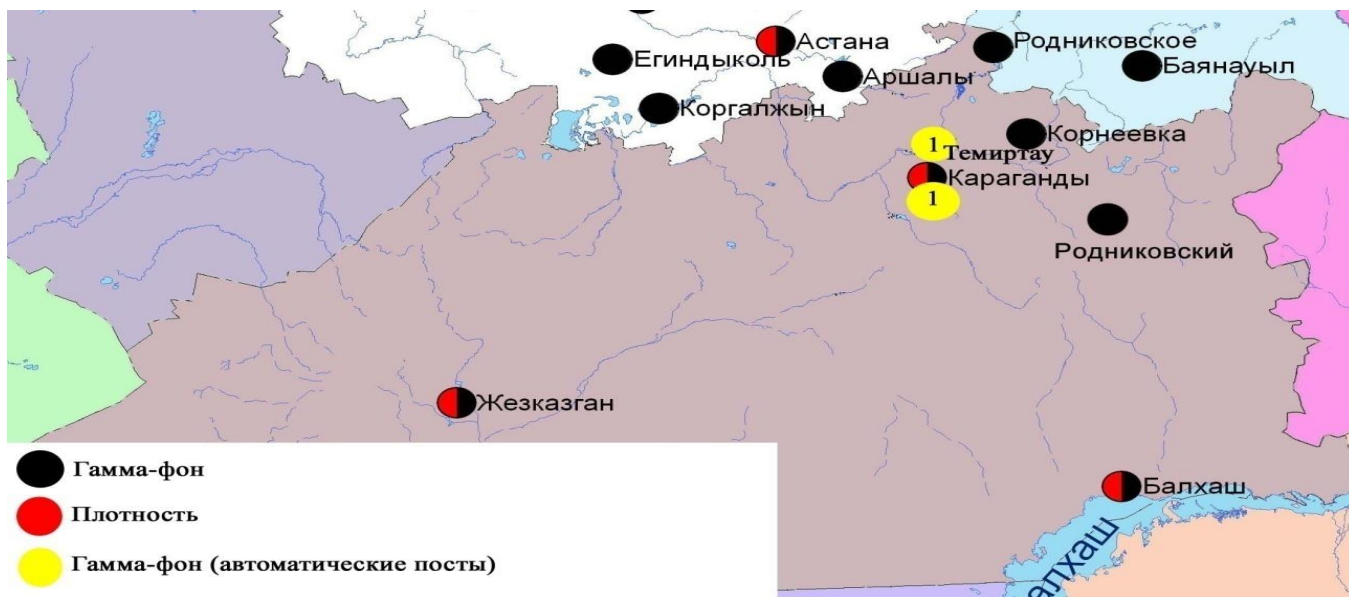 Астана
Родниковское
Егиндыколь
Аршалы
Баянауыл
Коргалжын
1
Темиртау
Корнеевка
Караганды
1
Родниковский
Жезказган
Гамма-фон
Плотность
Гамма-фон (автоматические посты)
Балхаш
алхаш